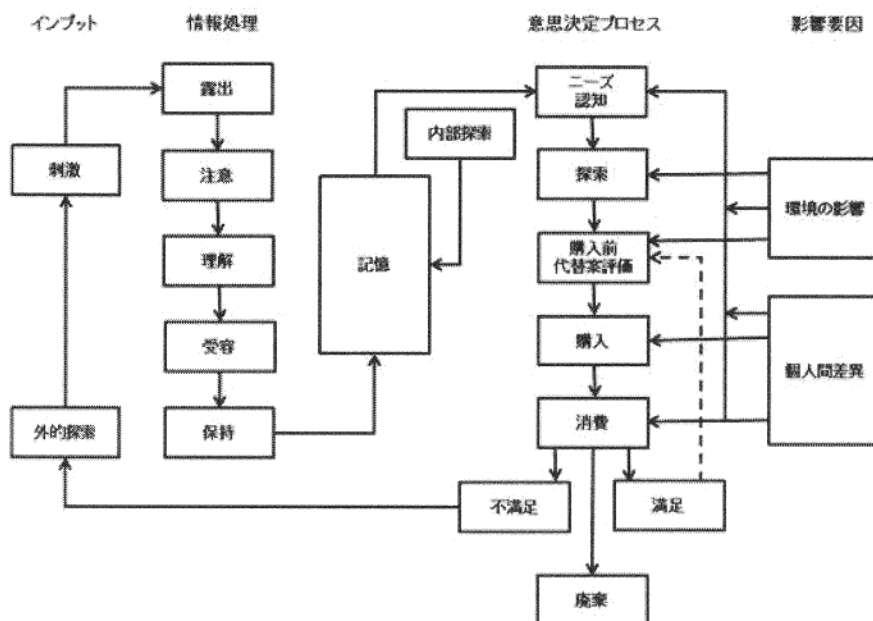 インプット
情報処理
意思決定プロセス
影響要因
露出
ニーズ
認知
内部探索
刺激
注意
探索
環境の影響
理解
記憶
購入前
代替案評価
受容
購入
個人間差異
外的探索
保持
消費
不満足
満足
廃棄